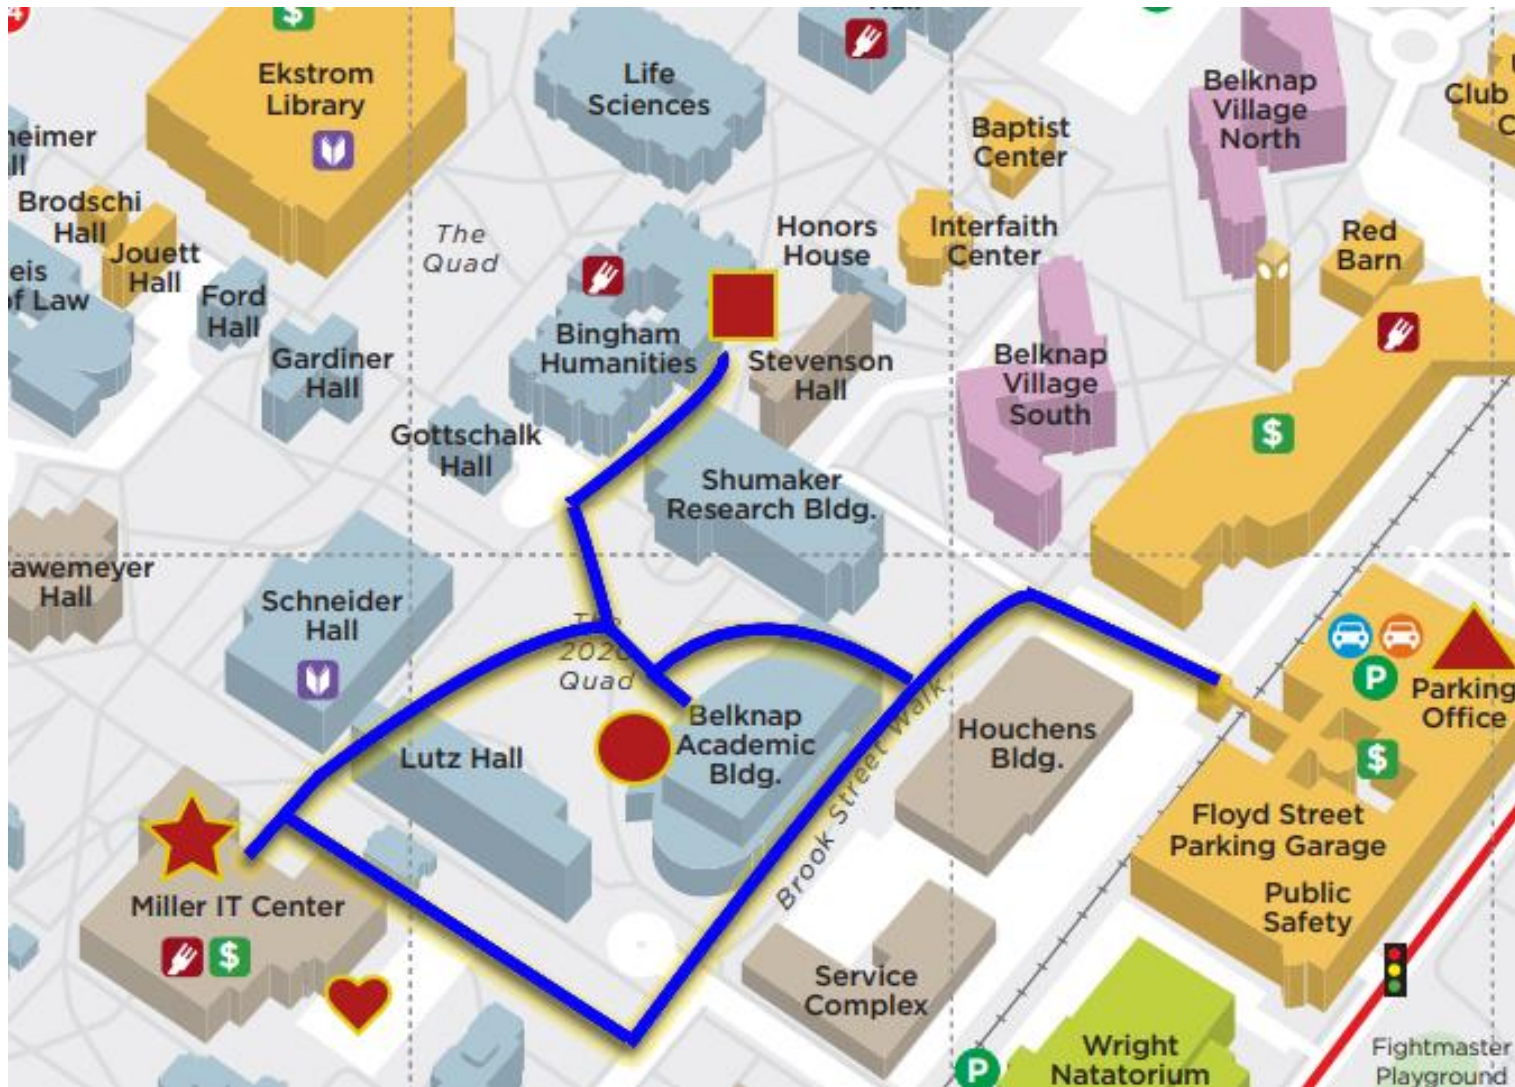 4
$
Ekstrom
Library
Life
Sciences
Belknap
Village
North
Club
Baptist
Center
Brodschi
Hall
Jouett
Hall
of Law
Ford
Hall
The
Quad
Honors
House
Interfaith
Center
Red
Barn
Gardiner
Hall
Bingham
Humanities
Stevenson
Hall
Belknap
Village
South
$
Gottschalk
Hall
Shumaker
Research Bldg.
Hall
Schneider
Hall
The
2020
Quad
P
Parking
Office
Lutz Hall
Belknap
Academic
Bldg.
Brook Street Walk
Houchens
Bldg.
$
Floyd Street
Parking Garage
Public
Safety
Miller IT Center
$
Service
Complex
P
Wright
Natatorium
Fightmaster
Playground